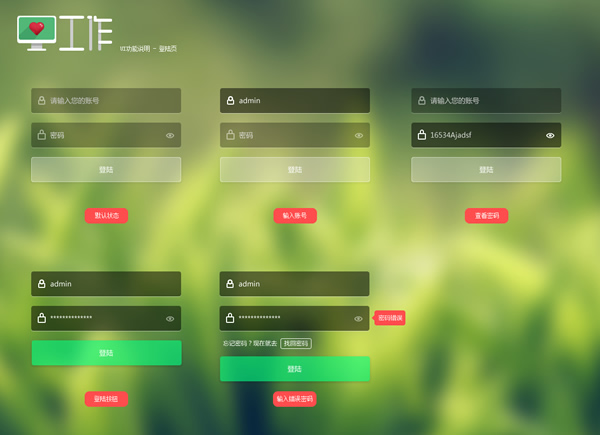 工作
V1功能说明 - 登陆页
请输入您的账号
密码
登陆
默认状态
admin
密码
登陆
输入账号
请输入您的账号
16534Ajadsf
登陆
查看密码
admin
**************
登陆
登陆按钮
admin
**************
密码错误
忘记密码？现在就去 找回密码
登陆
输入错误密码